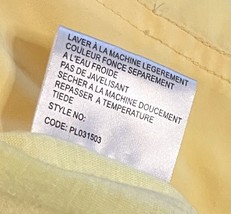 LAVER À LA MACHINE LEGEREMENT
COULEUR FONCE SEPAREMENT
A L'EAU FROIDE
PAS DE JAVELISANT
SECHER A LA MACHINE DOUCEMENT
REPASSER À TEMPERATURE
TIEDE
STYLE NO:
CODE: PL031503